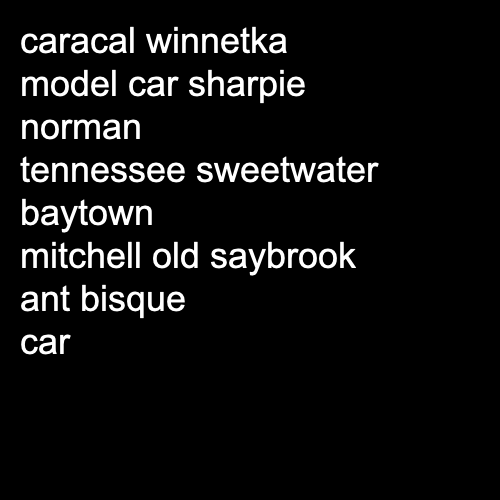 caracal winnetka
model car sharpie
norman
tennessee sweetwater
baytown
mitchell old saybrook
ant bisque
car